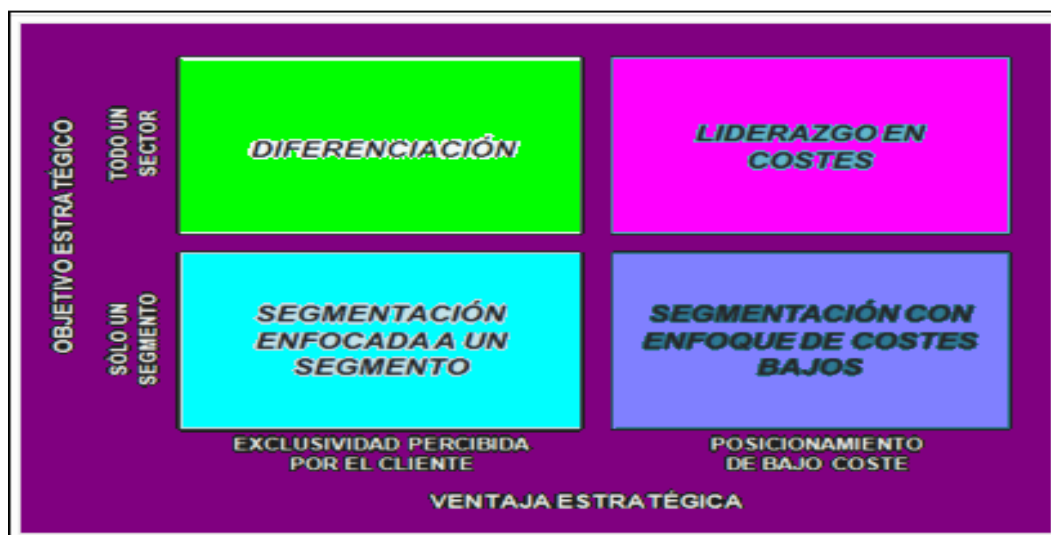 OBJETIVO ESTRATÉGICO
TODO UN
SECTOR
DIFERENCIACIÓN
LIDERAZGO EN
COSTES
SÒLO UN
SEGMENTO
SEGMENTACIÓN
ENFOCADA A UN
SEGMENTO
SEGMENTACIÓN CON
ENFOQUE DE COSTES
BAJOS
EXCLUSIVIDAD PERCIBIDA
POR EL CLIENTE
POSICIONAMIENTO
DE BAJO COSTE
VENTAJA ESTRATÉGICA